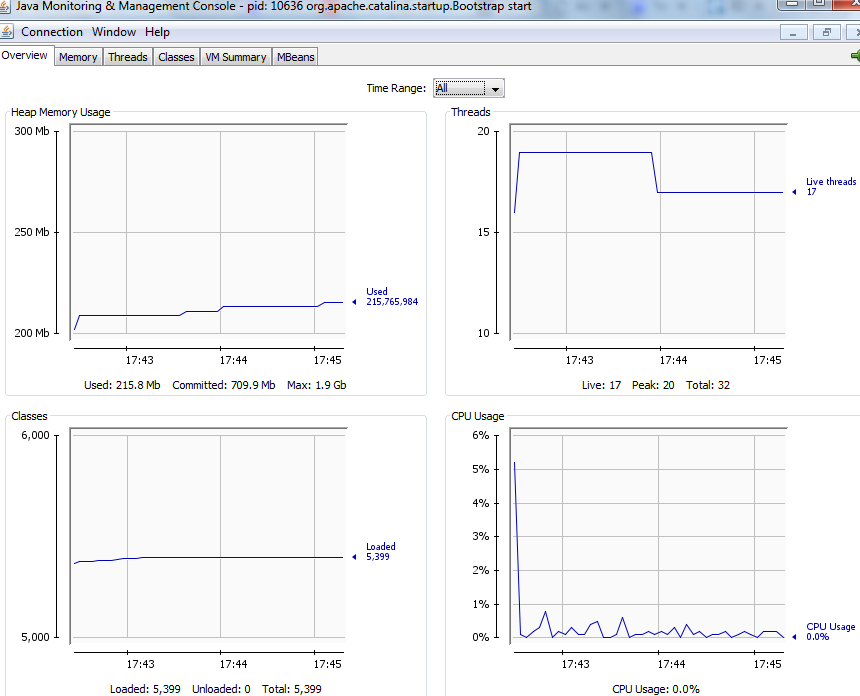 Java Monitoring & Management Console - pid: 10636 org.apache.catalina.startup.Bootstrap start
Connection Window Help
Overview Memory Threads Classes VM Summary MBeans
Time Range: All
Heap Memory Usage
300 Mb
250 Mb
200 Mb
Used
215,765,984
17:43 17:44 17:45
Used: 215.8 Mb Committed: 709.9 Mb Max: 1.9 Gb
Threads
20
15
10
Live threads
17
17:43 17:44 17:45
Live: 17 Peak: 20 Total: 32
Classes
6,000
5,000
Loaded
5,399
17:43 17:44 17:45
Loaded: 5,399 Unloaded: 0 Total: 5,399
CPU Usage
6%
5%
4%
3%
2%
1%
0%
CPU Usage
0.0%
17:43 17:44 17:45
CPU Usage: 0.0%